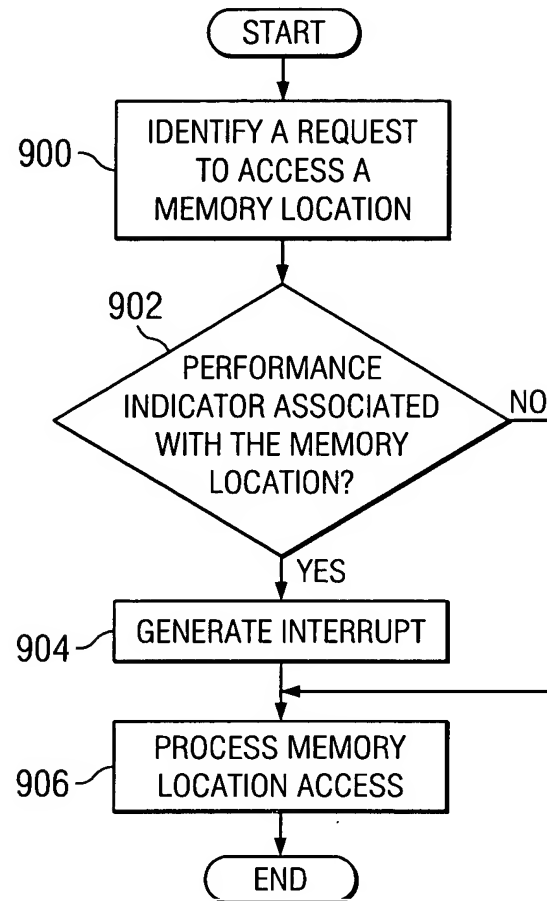 START
900
IDENTIFY A REQUEST
TO ACCESS A
MEMORY LOCATION
902
PERFORMANCE
INDICATOR ASSOCIATED
WITH THE MEMORY
LOCATION?
NO
YES
904
GENERATE INTERRUPT
906
PROCESS MEMORY
LOCATION ACCESS
END